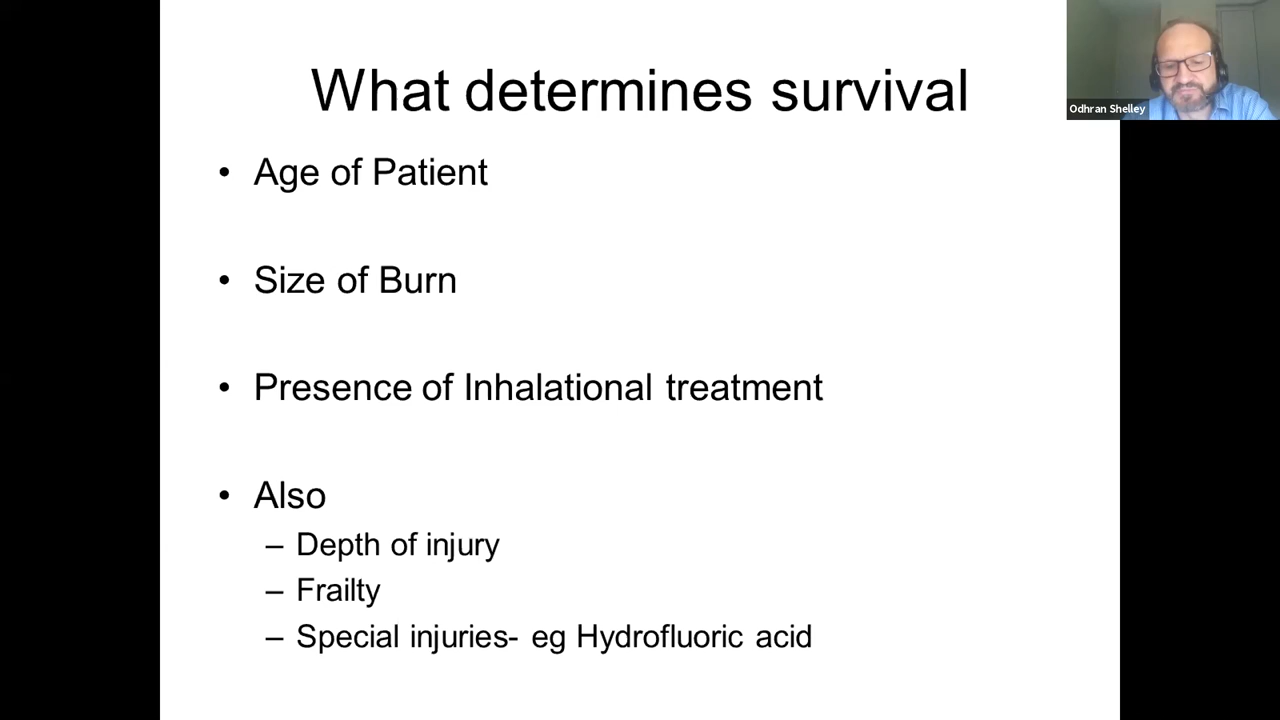 What determines survival
Odhran Shelley
• Age of Patient
• Size of Burn
• Presence of Inhalational treatment
• Also
– Depth of injury
– Frailty
– Special injuries- eg Hydrofluoric acid